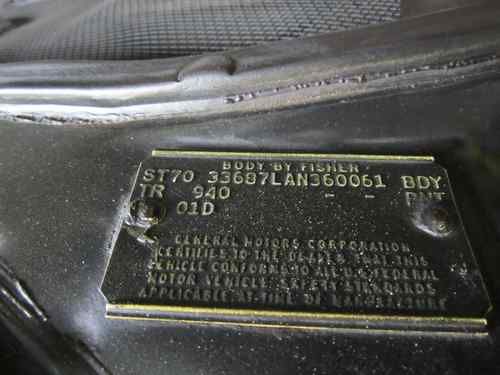 BODY BY FISHER
ST70 33687LAN360061 BDY
TR 940 - - PNT
01D
GENERAL MOTORS CORPORATION
CERTIFIES TO THE DEALER THAT THIS
VEHICLE CONFORMS TO ALL U.S. FEDERAL
MOTOR VEHICLE SAFETY STANDARDS
APPLICABLE AT TIME OF MANUFACTURE